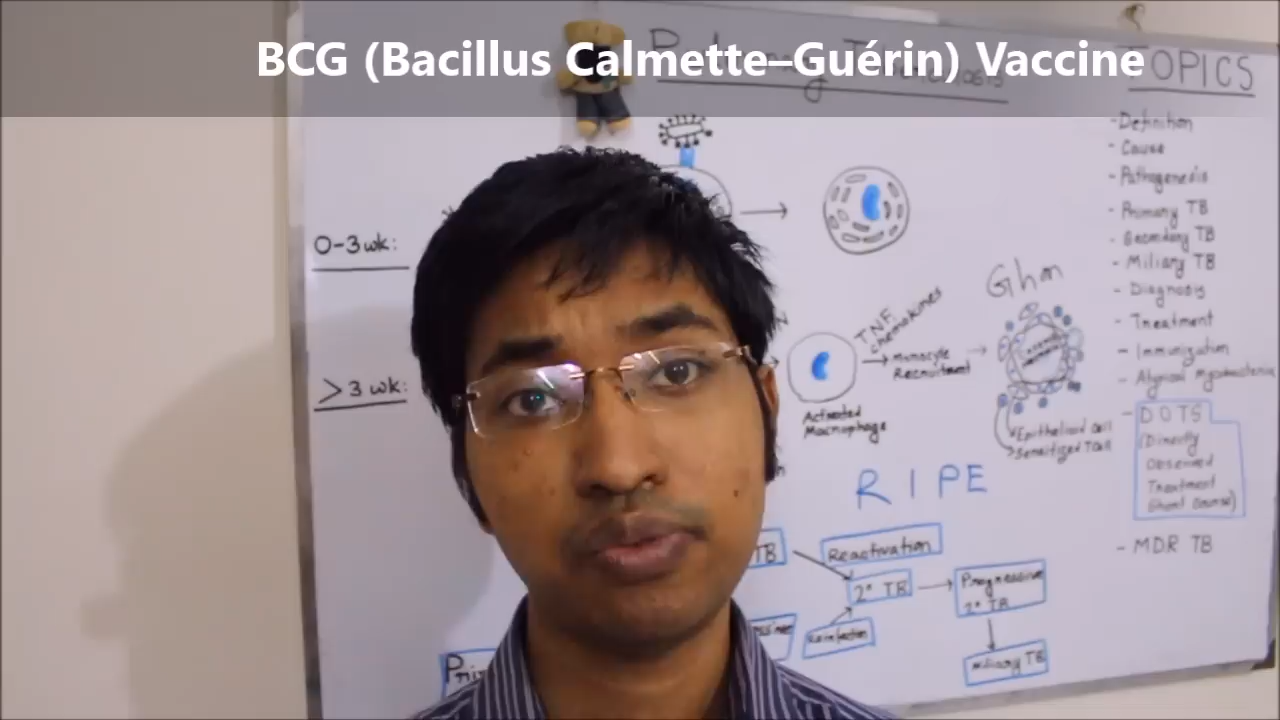 BCG (Bacillus Calmette–Guérin) Vaccine
TOPICS
- Definition
- Cause
- Pathogenesis
- Primary TB
- Secondary TB
- Miliary TB
- Diagnosis
- Treatment
- Immunization
- Atypical Mycobacteria
- DOTS
(Directly
Observed
Treatment
Short Course)
- MDR TB
0-3 wk:
Ghon
TNF,
chemokines
Monocyte
Recruitment
>3 wk:
Activated
Macrophage
Epithelioid cell
Sensitized T cell
RIPE
TB
Reactivation
2° TB
Progressive
2° TB
Reinfection
Miliary TB